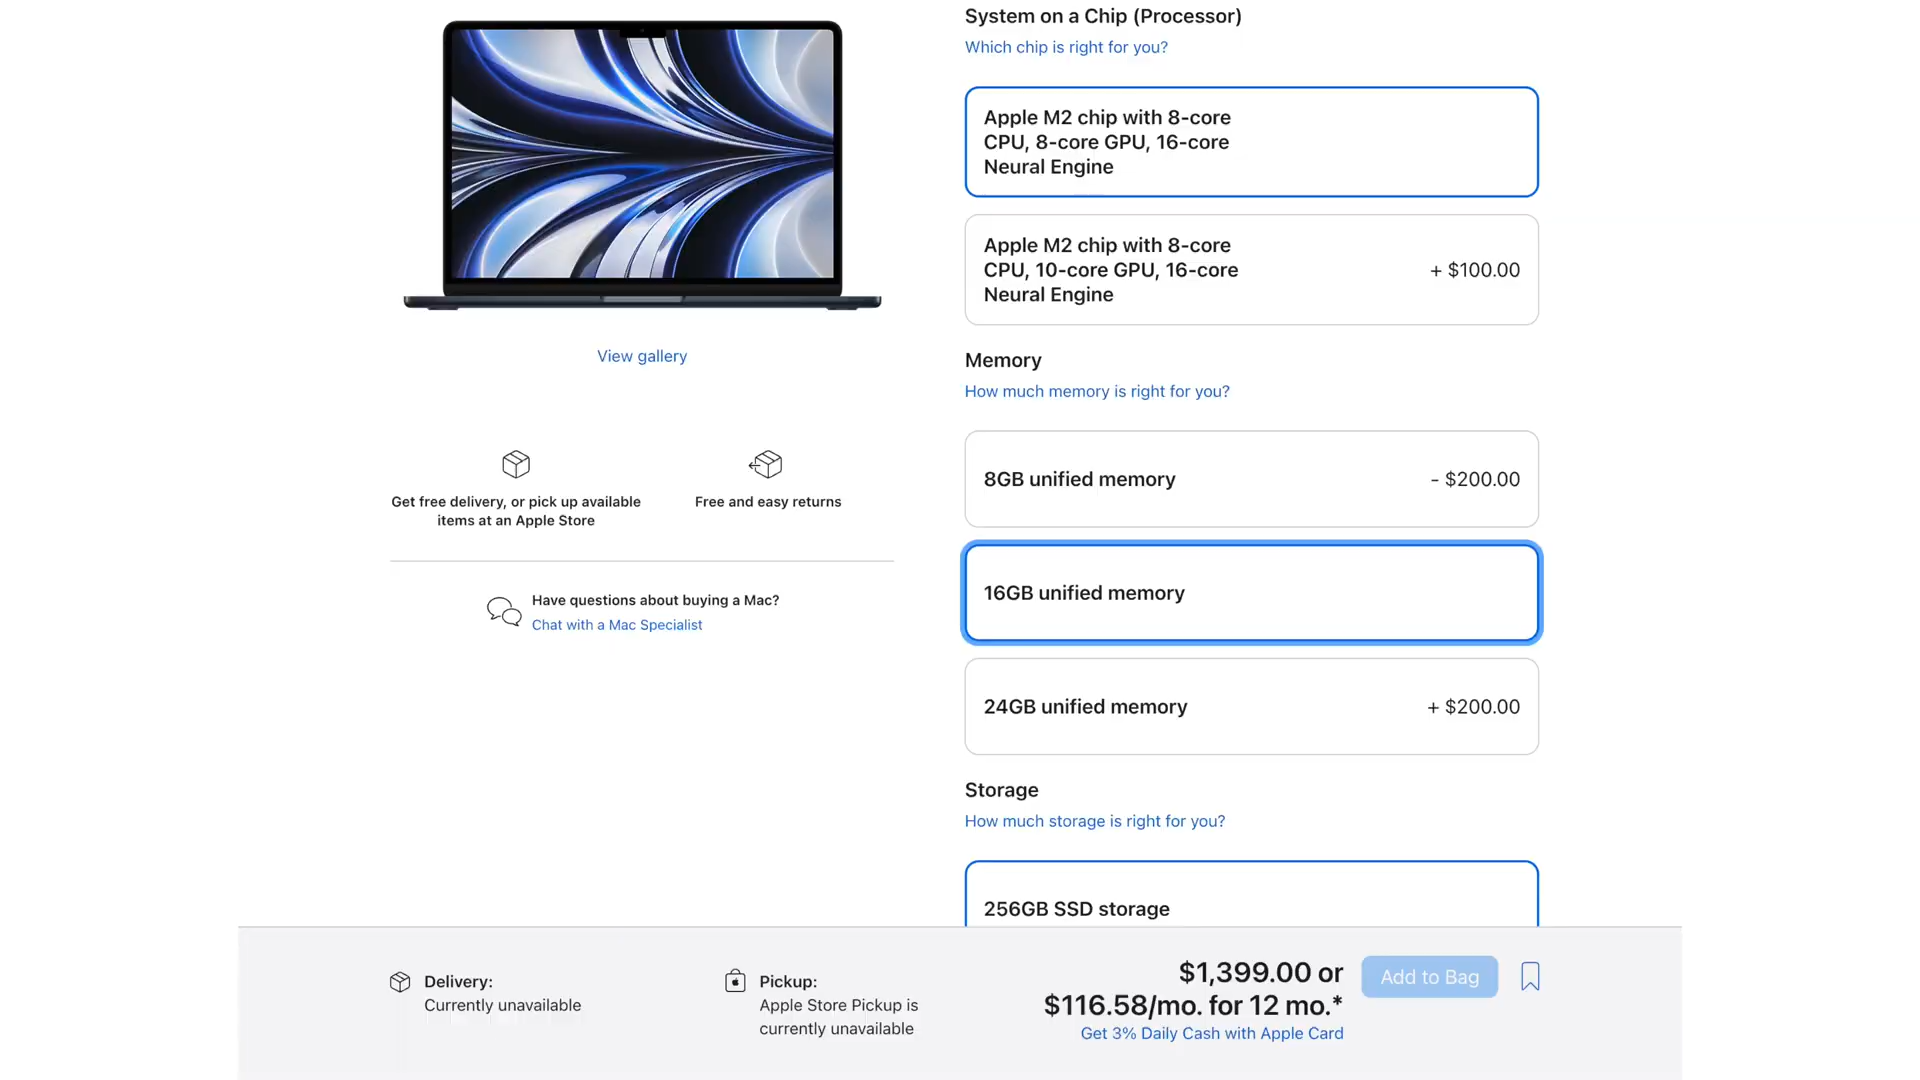 System on a Chip (Processor)
Which chip is right for you?
Apple M2 chip with 8-core
CPU, 8-core GPU, 16-core
Neural Engine
Apple M2 chip with 8-core
CPU, 10-core GPU, 16-core
Neural Engine
+ $100.00
View gallery
Memory
How much memory is right for you?
8GB unified memory
- $200.00
Get free delivery, or pick up available
items at an Apple Store
Free and easy returns
16GB unified memory
Have questions about buying a Mac?
Chat with a Mac Specialist
24GB unified memory
+ $200.00
Storage
How much storage is right for you?
256GB SSD storage
Delivery:
Currently unavailable
Pickup:
Apple Store Pickup is
currently unavailable
$1,399.00 or
$116.58/mo. for 12 mo.*
Get 3% Daily Cash with Apple Card
Add to Bag